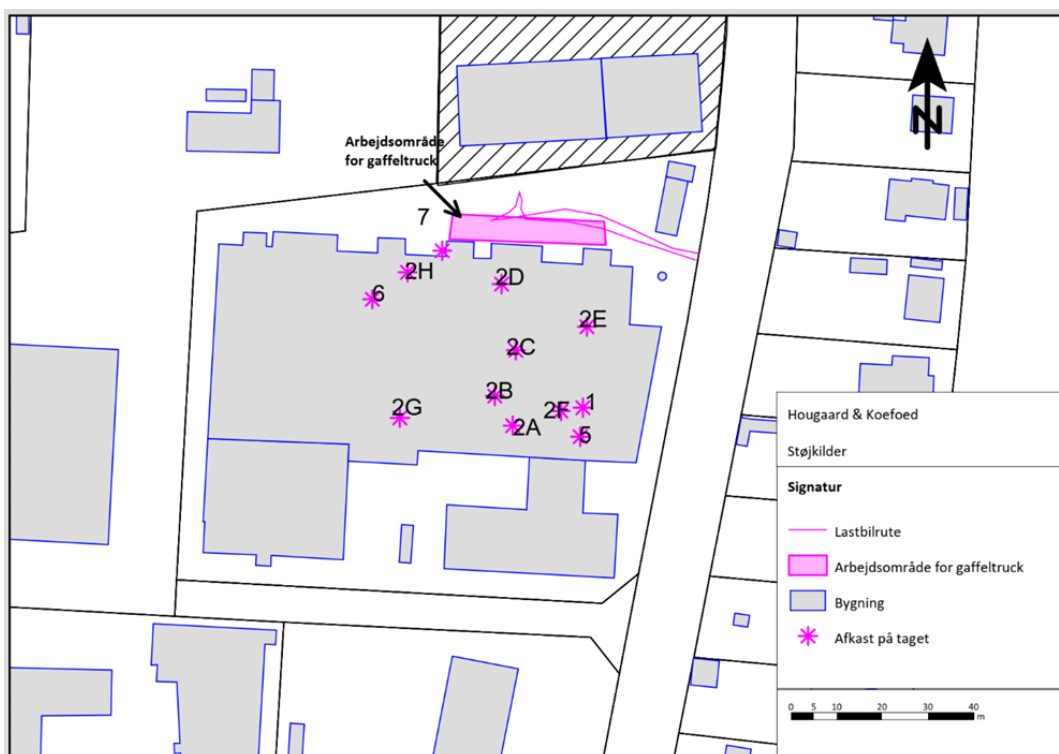 N
Arbejdsområde
for gaffeltruck
7
2H
2D
6
2E
2C
2B
1
2G
2F
2A
5
Hougaard & Koefoed
Støjkilder
Signatur
Lastbilrute
Arbejdsområde for gaffeltruck
Bygning
Afkast på taget
0 5 10 20 30 40
m